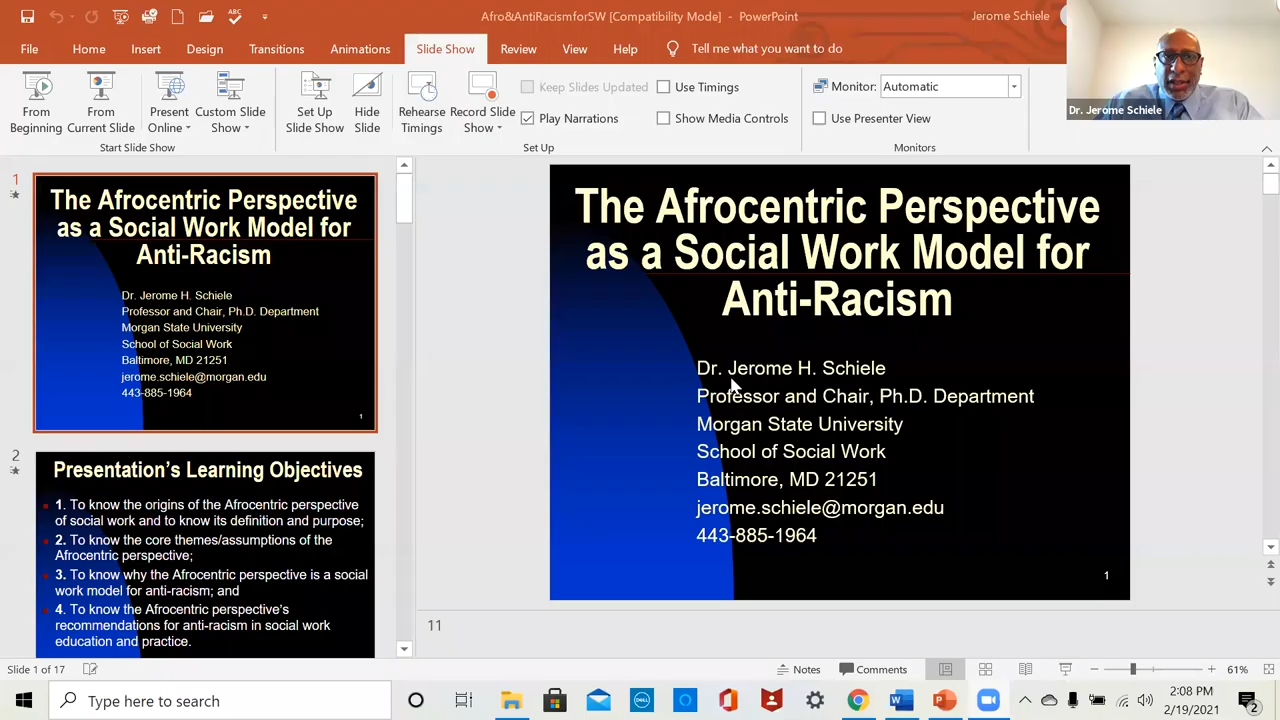 Afro&AntiRacismforSW [Compatibility Mode] - PowerPoint
Jerome Schiele
File
Home
Insert
Design
Transitions
Animations
Slide Show
Review
View
Help
Tell me what you want to do
From
Beginning
From
Current Slide
Present
Online
Custom Slide
Show
Start Slide Show
Set Up
Slide Show
Hide
Slide
Rehearse
Timings
Record Slide
Show
Keep Slides Updated
Play Narrations
Use Timings
Show Media Controls
Set Up
Monitor:
Automatic
Use Presenter View
Monitors
Dr. Jerome Schiele
1
The Afrocentric Perspective
as a Social Work Model for
Anti-Racism
Dr. Jerome H. Schiele
Professor and Chair, Ph.D. Department
Morgan State University
School of Social Work
Baltimore, MD 21251
jerome.schiele@morgan.edu
443-885-1964
1
2
Presentation's Learning Objectives
1. To know the origins of the Afrocentric perspective
of social work and to know its definition and purpose;
2. To know the core themes/assumptions of the
Afrocentric perspective;
3. To know why the Afrocentric perspective is a social
work model for anti-racism; and
4. To know the Afrocentric perspective's
recommendations for anti-racism in social work
education and practice.
The Afrocentric Perspective
as a Social Work Model for
Anti-Racism
Dr. Jerome H. Schiele
Professor and Chair, Ph.D. Department
Morgan State University
School of Social Work
Baltimore, MD 21251
jerome.schiele@morgan.edu
443-885-1964
1
11
Slide 1 of 17
Notes
Comments
61%
Type here to search
DELL
2:08 PM
2/19/2021
2